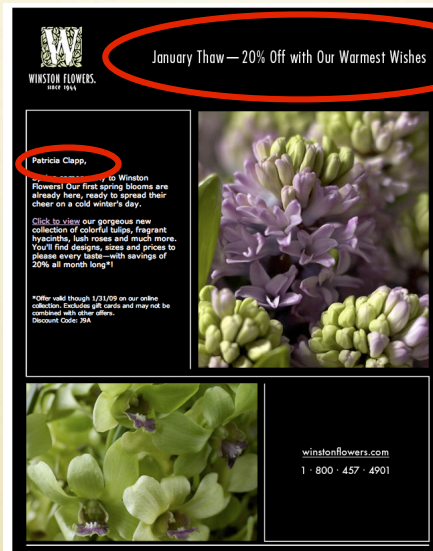 W
WINSTON FLOWERS.
SINCE 1944
January Thaw — 20% Off with Our Warmest Wishes
Patricia Clapp,
to Winston
Flowers! Our first spring blooms are
already here, ready to spread their
cheer on a cold winter's day.
Click to view our gorgeous new
collection of colorful tulips, fragrant
hyacinths, lush roses and much more.
You'll find designs, sizes and prices to
please every taste—with savings of
20% all month long*!
*Offer valid though 1/31/09 on our online
collection. Excludes gift cards and may not be
combined with other offers.
Discount Code: J9A
winstonflowers.com
1 · 800 · 457 · 4901